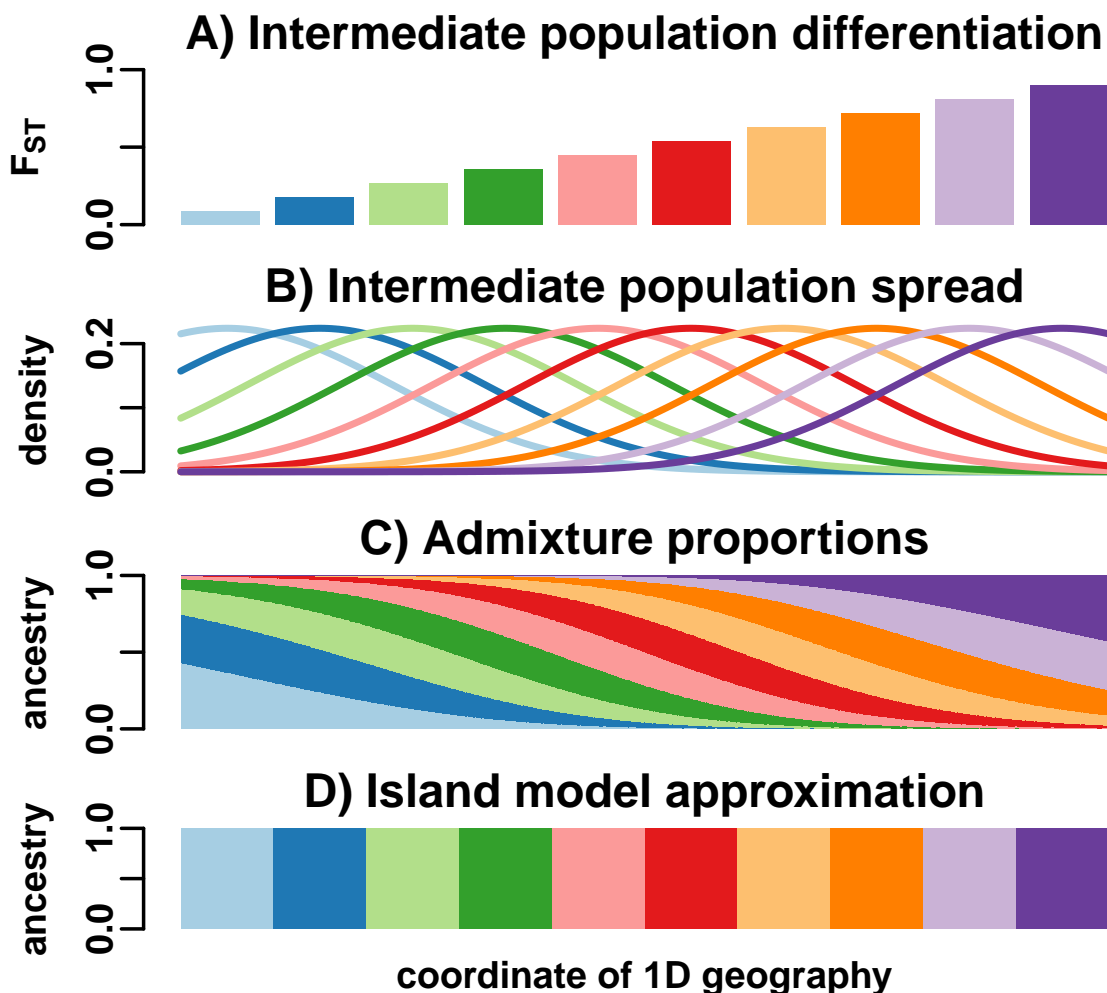 A) Intermediate population differentiation
1.0
FST
0.0
B) Intermediate population spread
0.2
density
0.0
C) Admixture proportions
1.0
ancestry
0.0
D) Island model approximation
1.0
ancestry
0.0
coordinate of 1D geography